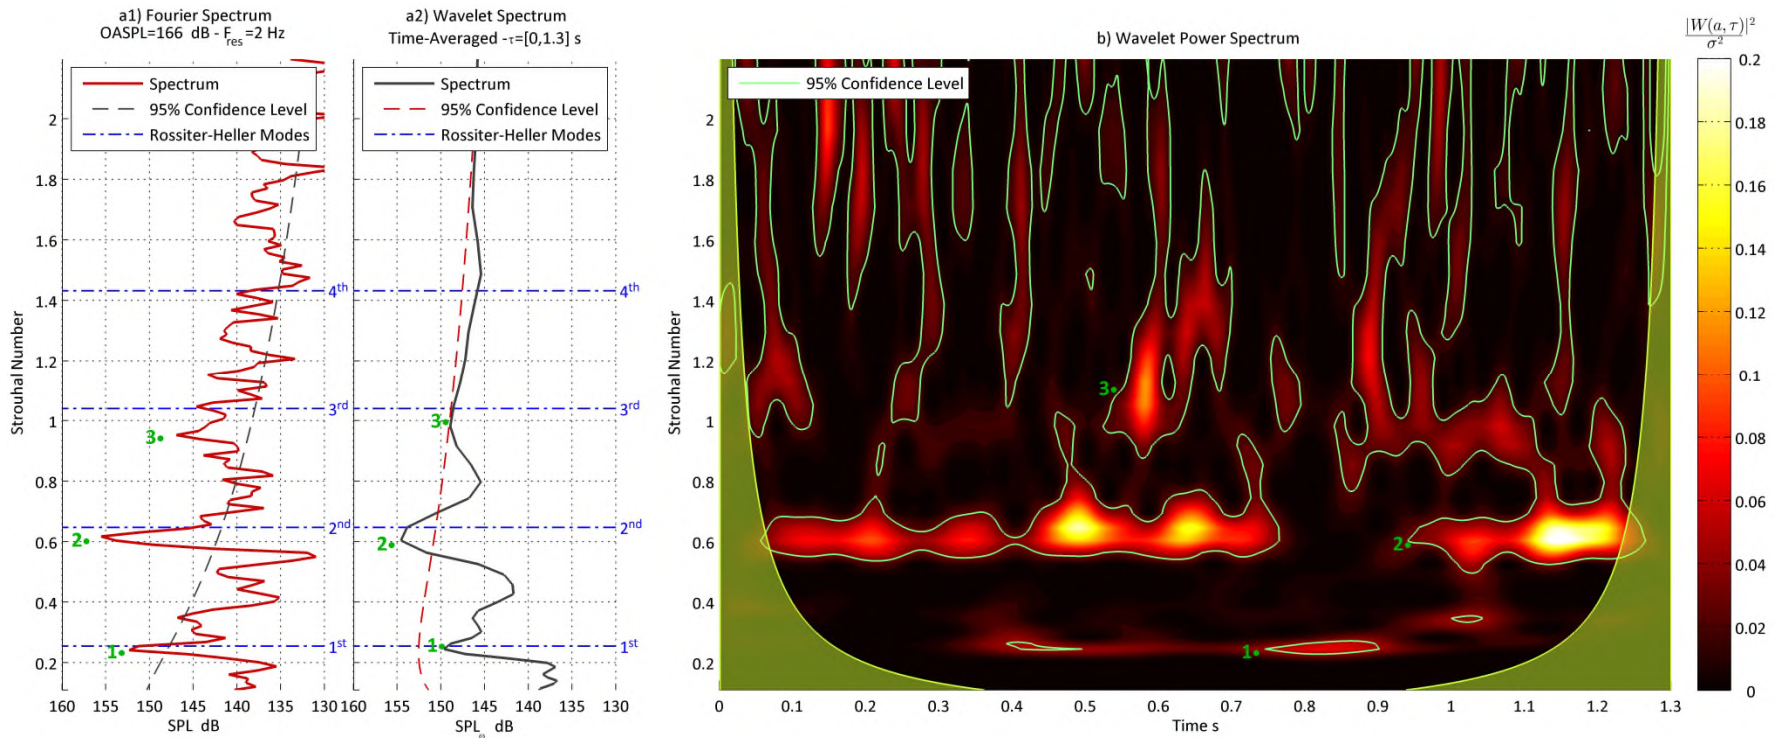 a1) Fourier Spectrum
OASPL=166 dB - Fres=2 Hz
Spectrum
95% Confidence Level
Rossiter-Heller Modes
Strouhal Number
2
1.8
1.6
1.4
1.2
1
0.8
0.6
0.4
0.2
4th
3rd
2nd
1st
3
2
1
160
155
150
145
140
135
130
SPL dB
a2) Wavelet Spectrum
Time-Averaged -τ=[0,1.3] s
Spectrum
95% Confidence Level
Rossiter-Heller Modes
4th
3rd
2nd
1st
3
2
1
160
155
150
145
140
135
130
b) Wavelet Power Spectrum
95% Confidence Level
Strouhal Number
2
1.8
1.6
1.4
1.2
1
0.8
0.6
0.4
0.2
3
2
1
0
0.1
0.2
0.3
0.4
0.5
0.6
0.7
0.8
0.9
1
1.1
1.2
1.3
Time s
|W(a, τ)|²
σ²
0.2
0.18
0.16
0.14
0.12
0.1
0.08
0.06
0.04
0.02
0